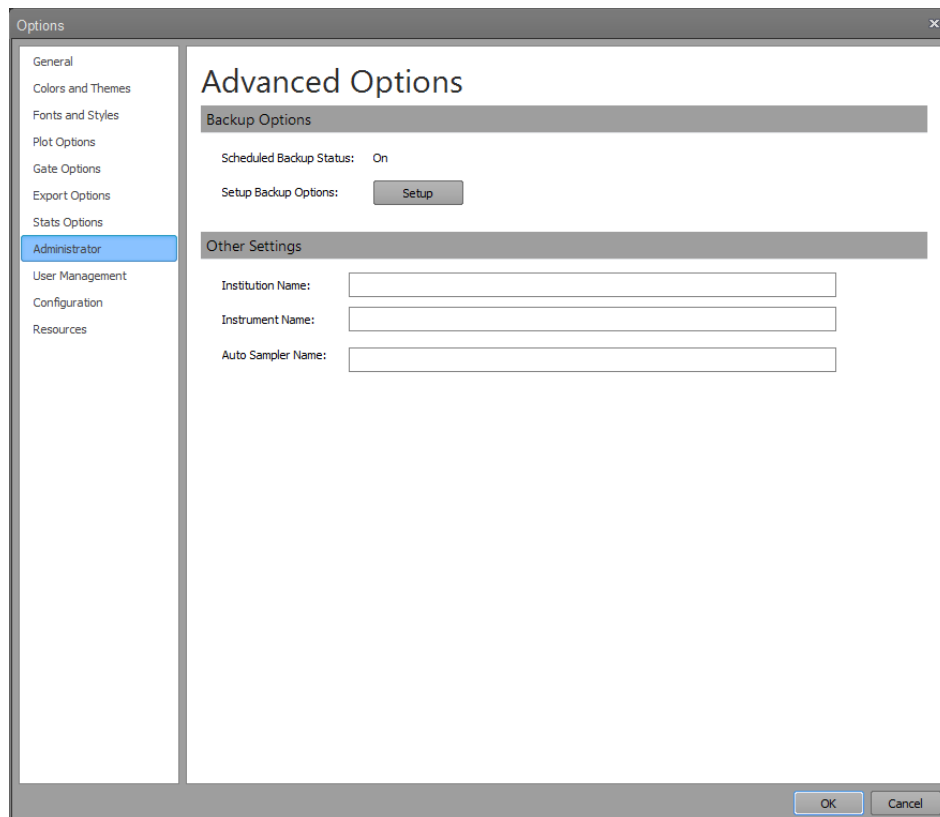 Options
General
Colors and Themes
Fonts and Styles
Plot Options
Gate Options
Export Options
Stats Options
Administrator
User Management
Configuration
Resources
Advanced Options
Backup Options
Scheduled Backup Status: On
Setup Backup Options: Setup
Other Settings
Institution Name:
Instrument Name:
Auto Sampler Name:
OK Cancel